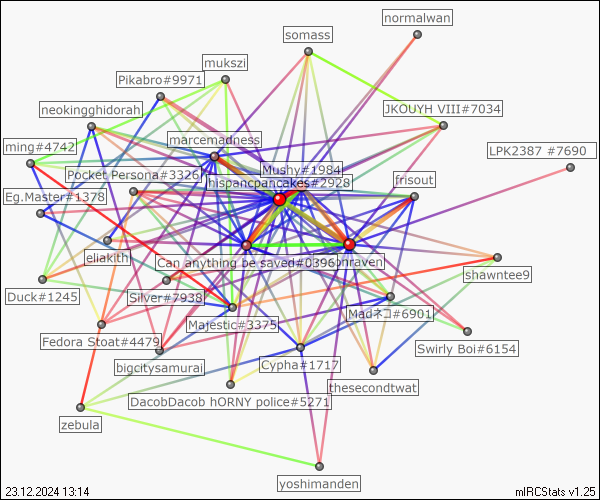 normalwan
somass
mukszi
Pikabro#9971
neokingghidorah
JKOUYH VIII#7034
marcemadness
ming#4742
LPK2387 #7690
Mushy#1984
Pocket Persona#3326
hispancpancakes#2928
frisout
Eg.Master#1378
eliakith
Can anything be saved#0396
nraven
shawntee9
Duck#1245
Silver#7938
Madネコ#6901
Majestic#3375
Fedora Stoat#4479
Swirly Boi#6154
bigcitysamurai
Cypha#1717
thesecondtwat
DacobDacob hORNY police#5271
zebula
yoshimanden
23.12.2024 13:14
mIRCStats v1.25